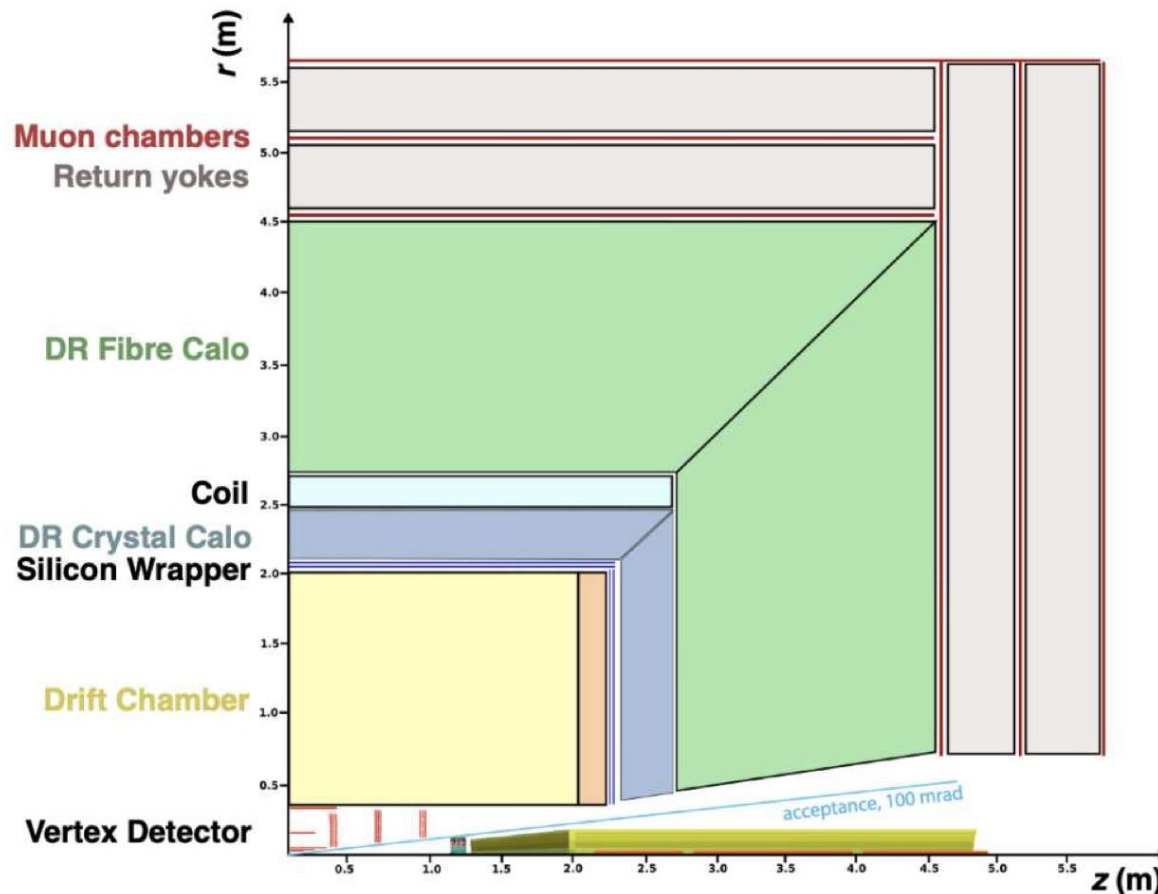 r (m)
5.5
Muon chambers
5.0
Return yokes
4.5
4.0
DR Fibre Calo
3.5
3.0
Coil
2.5
DR Crystal Calo
Silicon Wrapper
2.0
1.5
Drift Chamber
1.0
0.5
acceptance, 100 mrad
Vertex Detector
0.5 1.0 1.5 2.0 2.5 3.0 3.5 4.0 4.5 5.0 5.5
z (m)